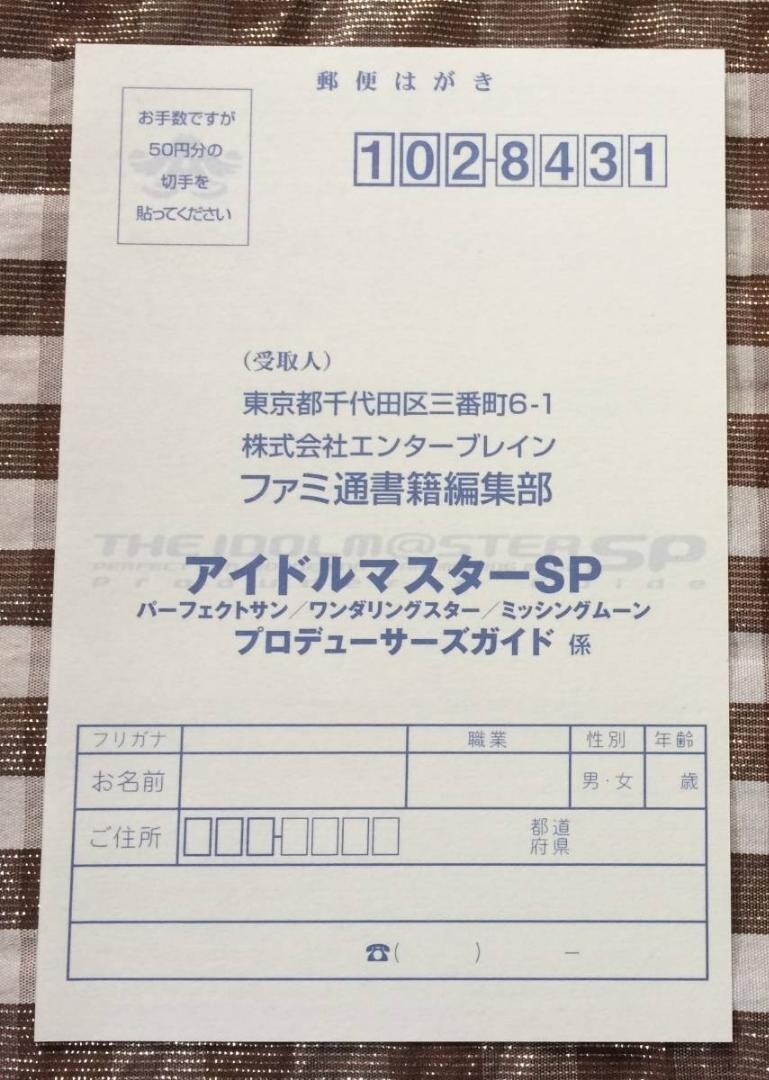 郵便はがき
お手数ですが
50円分の
切手を
貼ってください
102-8431
（受取人）
東京都千代田区三番町6-1
株式会社エンターブレイン
ファミ通書籍編集部
THE IDOLM@STER SP
アイドルマスターSP
パーフェクトサン／ワンダリングスター／ミッシングムーン
プロデューサーズガイド 係
フリガナ 職業 性別 年齢
お名前 男・女 歳
ご住所 - 都道
府県
☎( ) －